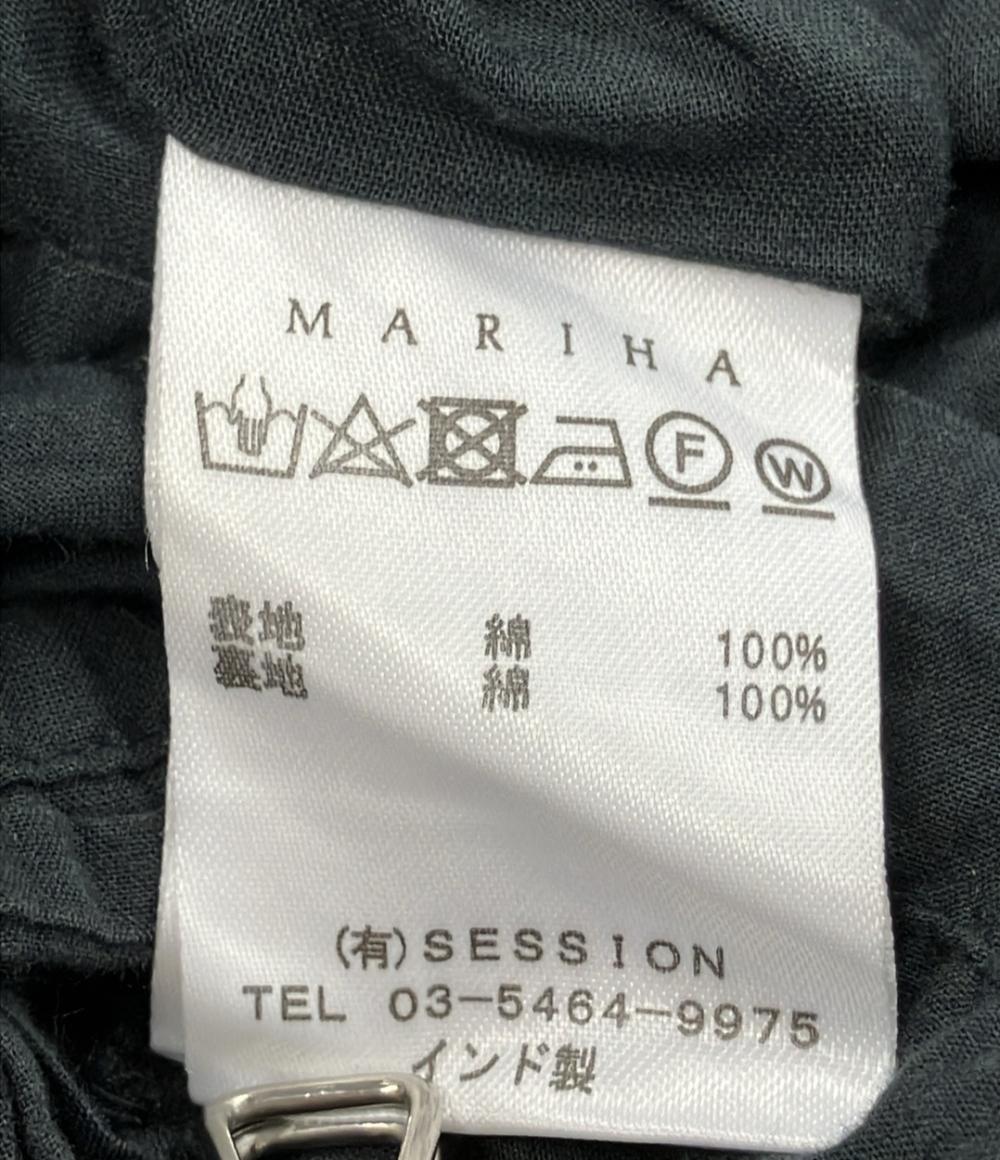 MARIHA
F W
表地 綿 100%
裏地 綿 100%
(有)SESSION
TEL 03-5464-9975
インド製